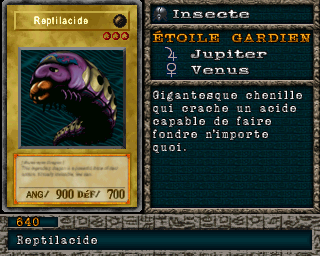 Reptilacide
ANG/ 900 DÉF/ 700
Insecte
ÉTOILE GARDIEN
Jupiter
Venus
Gigantesque chenille
qui crache un acide
capable de faire
fondre n'importe
quoi.
640
Reptilacide